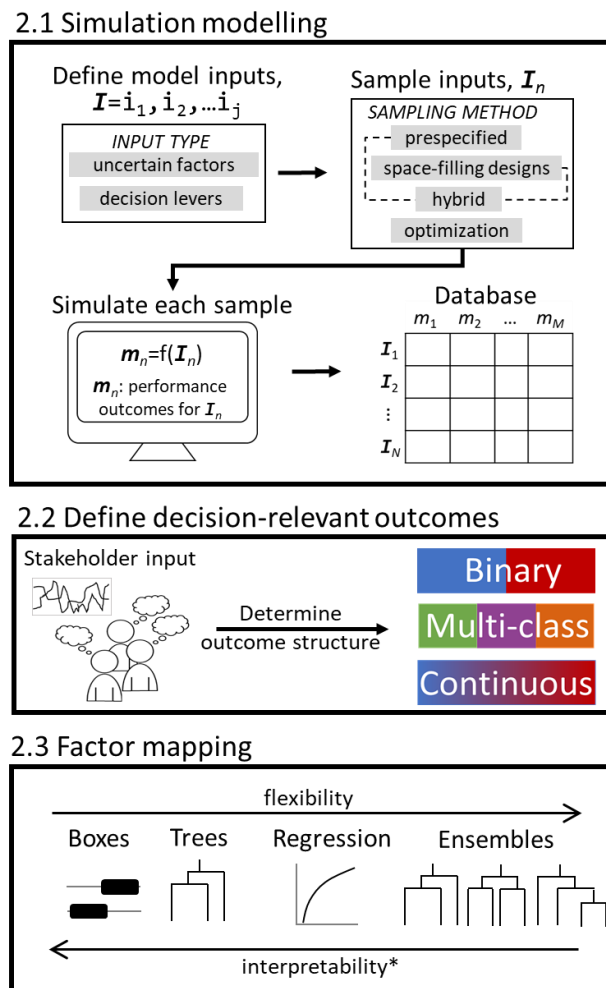 2.1 Simulation modelling
Define model inputs,
I=i₁,i₂,…iⱼ
INPUT TYPE
uncertain factors
decision levers
Sample inputs, Iₙ
SAMPLING METHOD
prespecified
space-filling designs
hybrid
optimization
Simulate each sample
mₙ=f(Iₙ)
mₙ: performance
outcomes for Iₙ
Database
m₁ m₂ … m_M
I₁
I₂
⋮
I_N
2.2 Define decision-relevant outcomes
Stakeholder input
Determine
outcome structure
Binary
Multi-class
Continuous
2.3 Factor mapping
flexibility
Boxes Trees Regression Ensembles
interpretability*